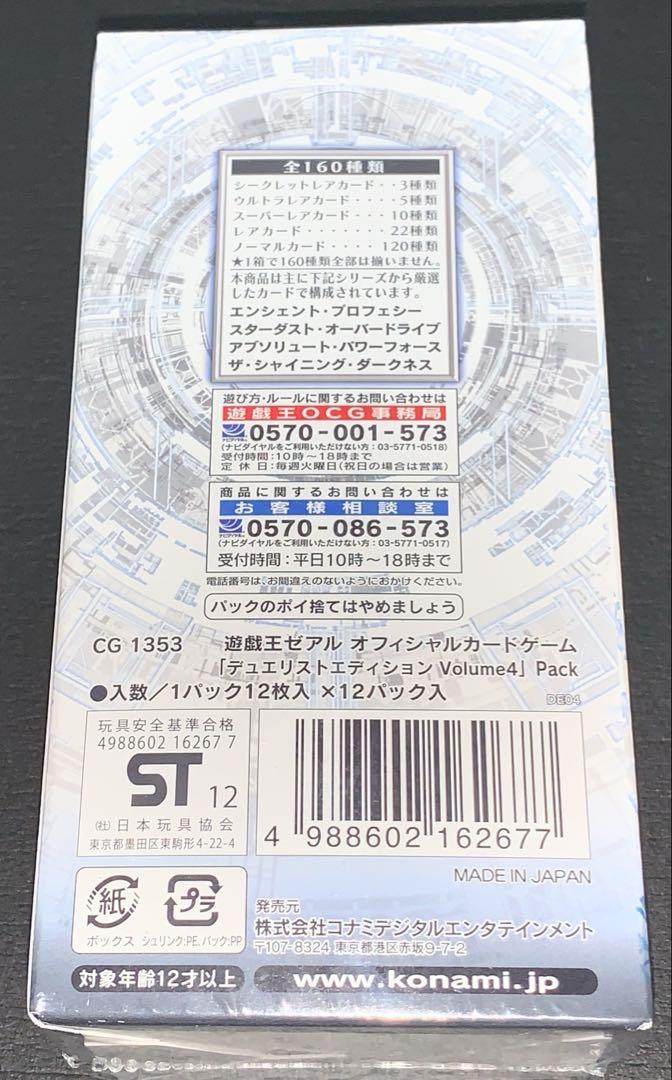 全160種類
シークレットレアカード・・3種類
ウルトラレアカード・・・・5種類
スーパーレアカード・・・10種類
レアカード・・・・・・・22種類
ノーマルカード・・・・120種類
★1箱で160種類全部は揃いません。
本商品は主に下記シリーズから厳選
したカードで構成されています。
エンシェント・プロフェシー
スターダスト・オーバードライブ
アブソリュート・パワーフォース
ザ・シャイニング・ダークネス
遊び方・ルールに関するお問い合わせは
遊戯王OCG事務局
ナビダイヤル 0570-001-573
(ナビダイヤルをご利用いただけない方：03-5771-0518)
受付時間：10時～18時まで
定休日：毎週火曜日(祝日の場合は営業)
商品に関するお問い合わせは
お客様相談室
ナビダイヤル 0570-086-573
(ナビダイヤルをご利用いただけない方：03-5771-0517)
受付時間：平日10時～18時まで
電話番号は、お間違えのないようにおかけください。
パックのポイ捨てはやめましょう
CG 1353 遊戯王ゼアル オフィシャルカードゲーム
「デュエリストエディション Volume4」 Pack
●入数／1パック12枚入 ×12パック入
DE04
玩具安全基準合格
4988602 16267 7
ST 12
(社)日本玩具協会
東京都墨田区東駒形4-22-4
4 988602 162677
MADE IN JAPAN
紙
ボックス
プラ
シュリンク:PE、パック:PP
発売元
株式会社コナミデジタルエンタテインメント
〒107-8324 東京都港区赤坂9-7-2
対象年齢12才以上
www.konami.jp